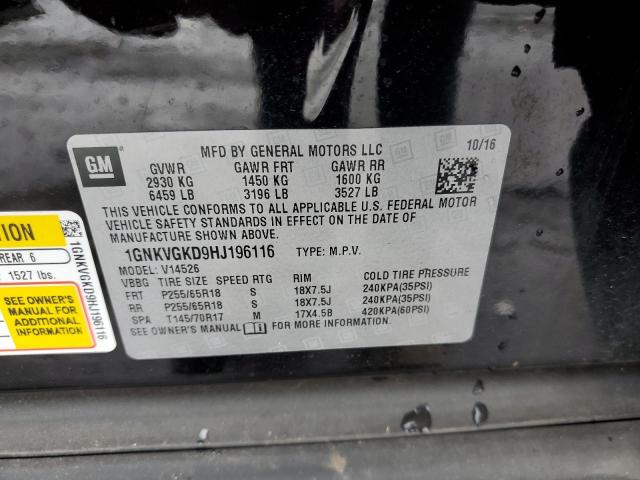 GM
MFD BY GENERAL MOTORS LLC
10/16
GVWR GAWR FRT GAWR RR
2930 KG 1450 KG 1600 KG
6459 LB 3196 LB 3527 LB
THIS VEHICLE CONFORMS TO ALL APPLICABLE U.S. FEDERAL MOTOR
VEHICLE SAFETY STANDARDS IN EFFECT ON THE DATE OF
MANUFACTURE SHOWN ABOVE.
1GNKVGKD9HJ196116 TYPE: M.P.V.
MODEL: V14526
VBBG TIRE SIZE SPEED RTG RIM COLD TIRE PRESSURE
FRT P255/65R18 S 18X7.5J 240KPA(35PSI)
RR P255/65R18 S 18X7.5J 240KPA(35PSI)
SPA T145/70R17 M 17X4.5B 420KPA(60PSI)
SEE OWNER'S MANUAL FOR MORE INFORMATION
REAR 6
1527 lbs.
SEE OWNER'S
MANUAL FOR
ADDITIONAL
INFORMATION
1GNKVGKD9HJ196116